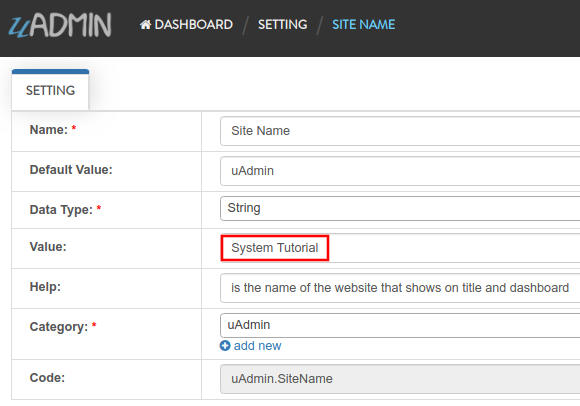 uADMIN DASHBOARD / SETTING / SITE NAME
SETTING
Name: * Site Name
Default Value: uAdmin
Data Type: * String
Value: System Tutorial
Help: is the name of the website that shows on title and dashboard
Category: * uAdmin
add new
Code: uAdmin.SiteName